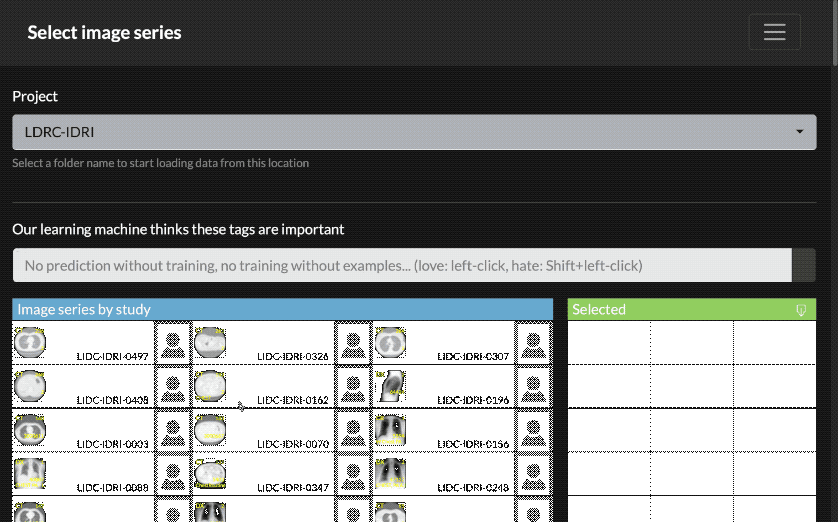 Select image series
Project
LDRC-IDRI
Select a folder name to start loading data from this location
Our learning machine thinks these tags are important
No prediction without training, no training without examples... (love: left-click, hate: Shift+left-click)
Image series by study
Selected
LIDC-IDRI-0497 LIDC-IDRI-0326 LIDC-IDRI-0307
LIDC-IDRI-0408 LIDC-IDRI-0162 LIDC-IDRI-0196
LIDC-IDRI-0003 LIDC-IDRI-0070 LIDC-IDRI-0156
LIDC-IDRI-0088 LIDC-IDRI-0347 LIDC-IDRI-0248